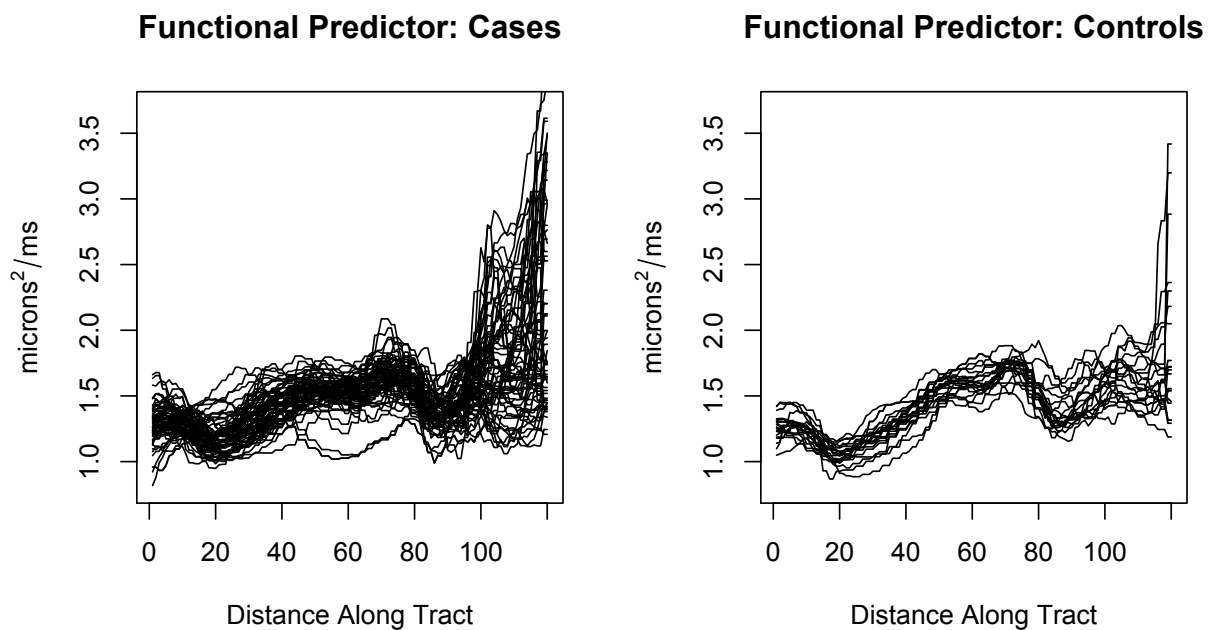 Functional Predictor: Cases
microns²/ms
3.5
3.0
2.5
2.0
1.5
1.0
0 20 40 60 80 100
Distance Along Tract
Functional Predictor: Controls
microns²/ms
3.5
3.0
2.5
2.0
1.5
1.0
0 20 40 60 80 100
Distance Along Tract